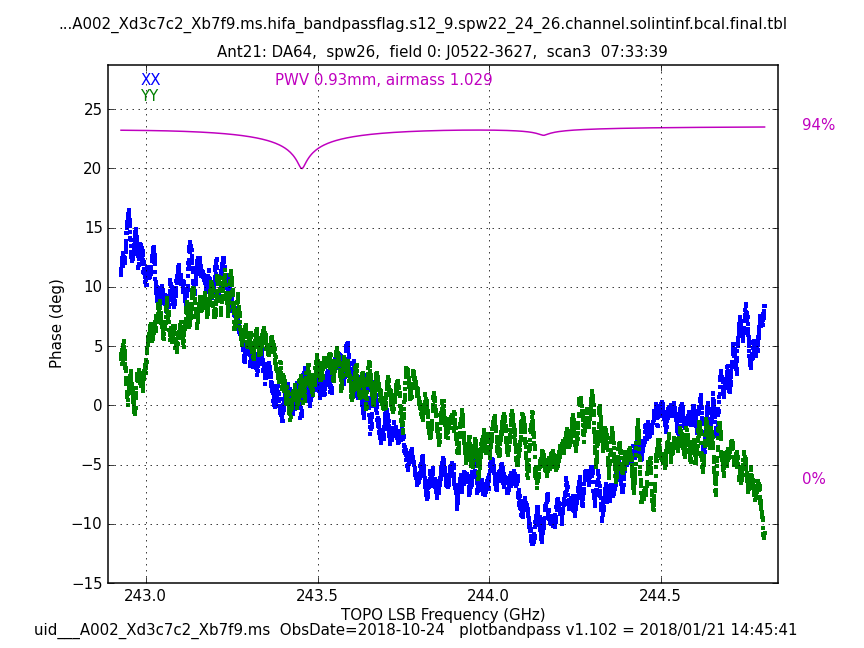 ...A002_Xd3c7c2_Xb7f9.ms.hifa_bandpassflag.s12_9.spw22_24_26.channel.solintinf.bcal.final.tbl
Ant21: DA64,  spw26,  field 0: J0522-3627,  scan3  07:33:39
XX
PWV 0.93mm, airmass 1.029
YY
25
94%
20
15
10
5
0
0%
−5
−10
−15
Phase (deg)
243.0 243.5 244.0 244.5
TOPO LSB Frequency (GHz)
uid___A002_Xd3c7c2_Xb7f9.ms  ObsDate=2018-10-24   plotbandpass v1.102 = 2018/01/21 14:45:41